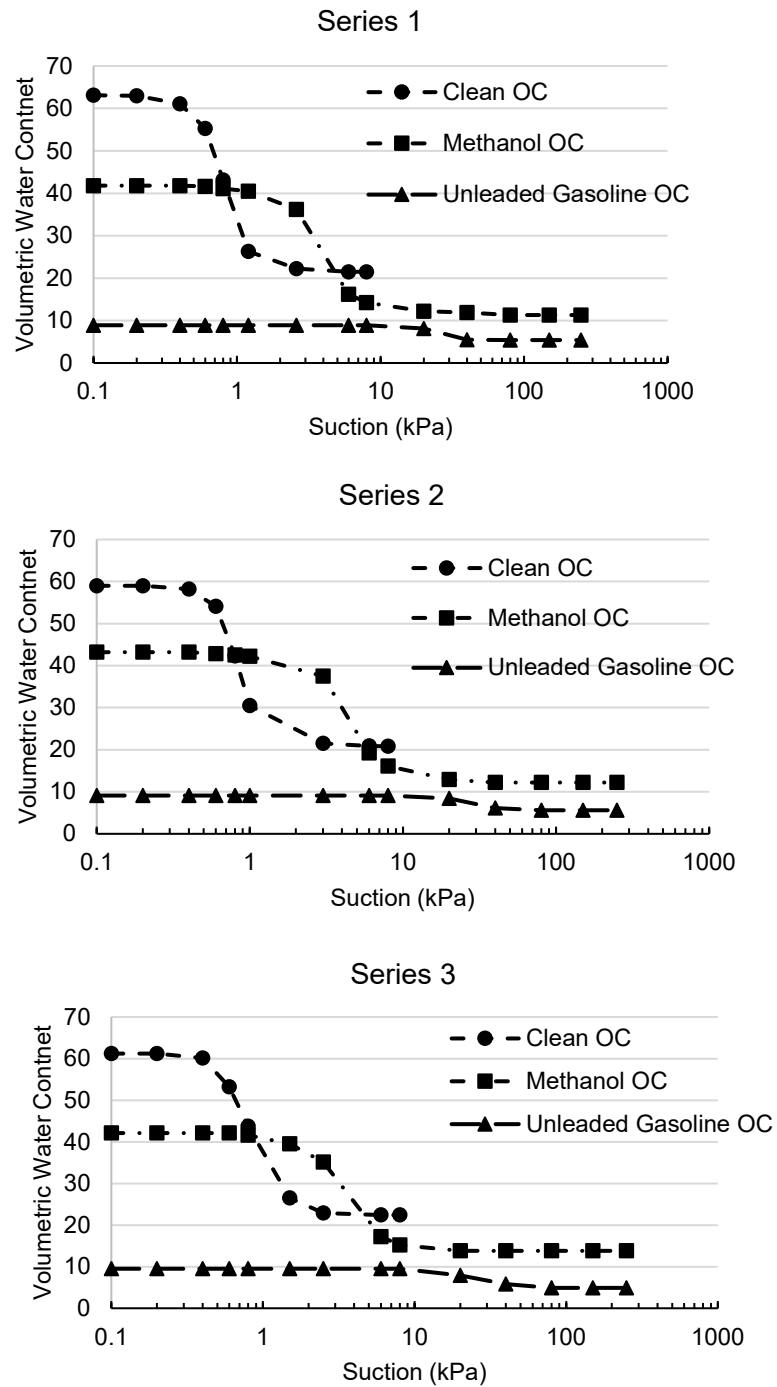 Series 1
Volumetric Water Contnet
70
60
50
40
30
20
10
0
Clean OC
Methanol OC
Unleaded Gasoline OC
0.1 1 10 100 1000
Suction (kPa)
Series 2
Volumetric Water Contnet
70
60
50
40
30
20
10
0
Clean OC
Methanol OC
Unleaded Gasoline OC
0.1 1 10 100 1000
Suction (kPa)
Series 3
Volumetric Water Contnet
70
60
50
40
30
20
10
0
Clean OC
Methanol OC
Unleaded Gasoline OC
0.1 1 10 100 1000
Suction (kPa)